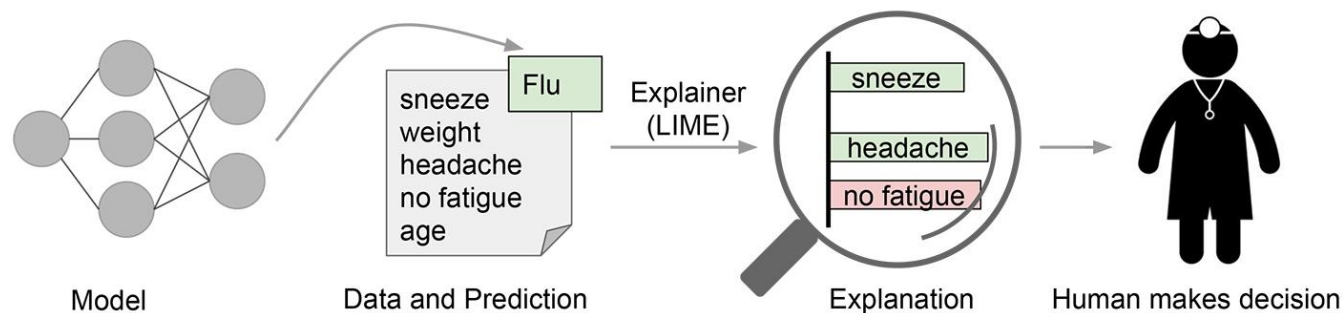 Flu
sneeze
weight
headache
no fatigue
age
Explainer
(LIME)
sneeze
headache
no fatigue
Model
Data and Prediction
Explanation
Human makes decision